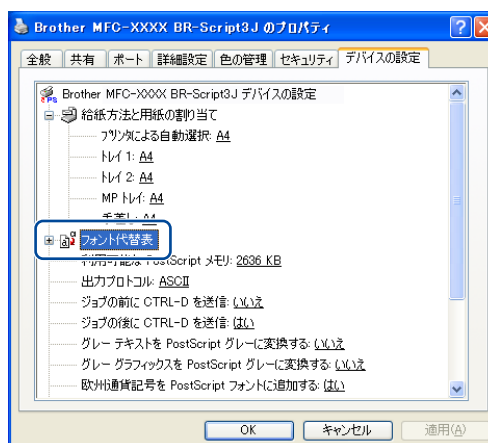 Brother MFC-XXXX BR-Script3J のプロパティ
全般 共有 ポート 詳細設定 色の管理 セキュリティ デバイスの設定
Brother MFC-XXXX BR-Script3J デバイスの設定
給紙方法と用紙の割り当て
プリンタによる自動選択: A4
トレイ 1: A4
トレイ 2: A4
MP トレイ: A4
手差し: A4
フォント代替表
利用可能な PostScript メモリ: 2636 KB
出力プロトコル: ASCII
ジョブの前に CTRL-D を送信: いいえ
ジョブの後に CTRL-D を送信: はい
グレー テキストを PostScript グレーに変換する: いいえ
グレー グラフィックスを PostScript グレーに変換する: いいえ
欧州通貨記号を PostScript フォントに追加する: はい
OK キャンセル 適用(A)